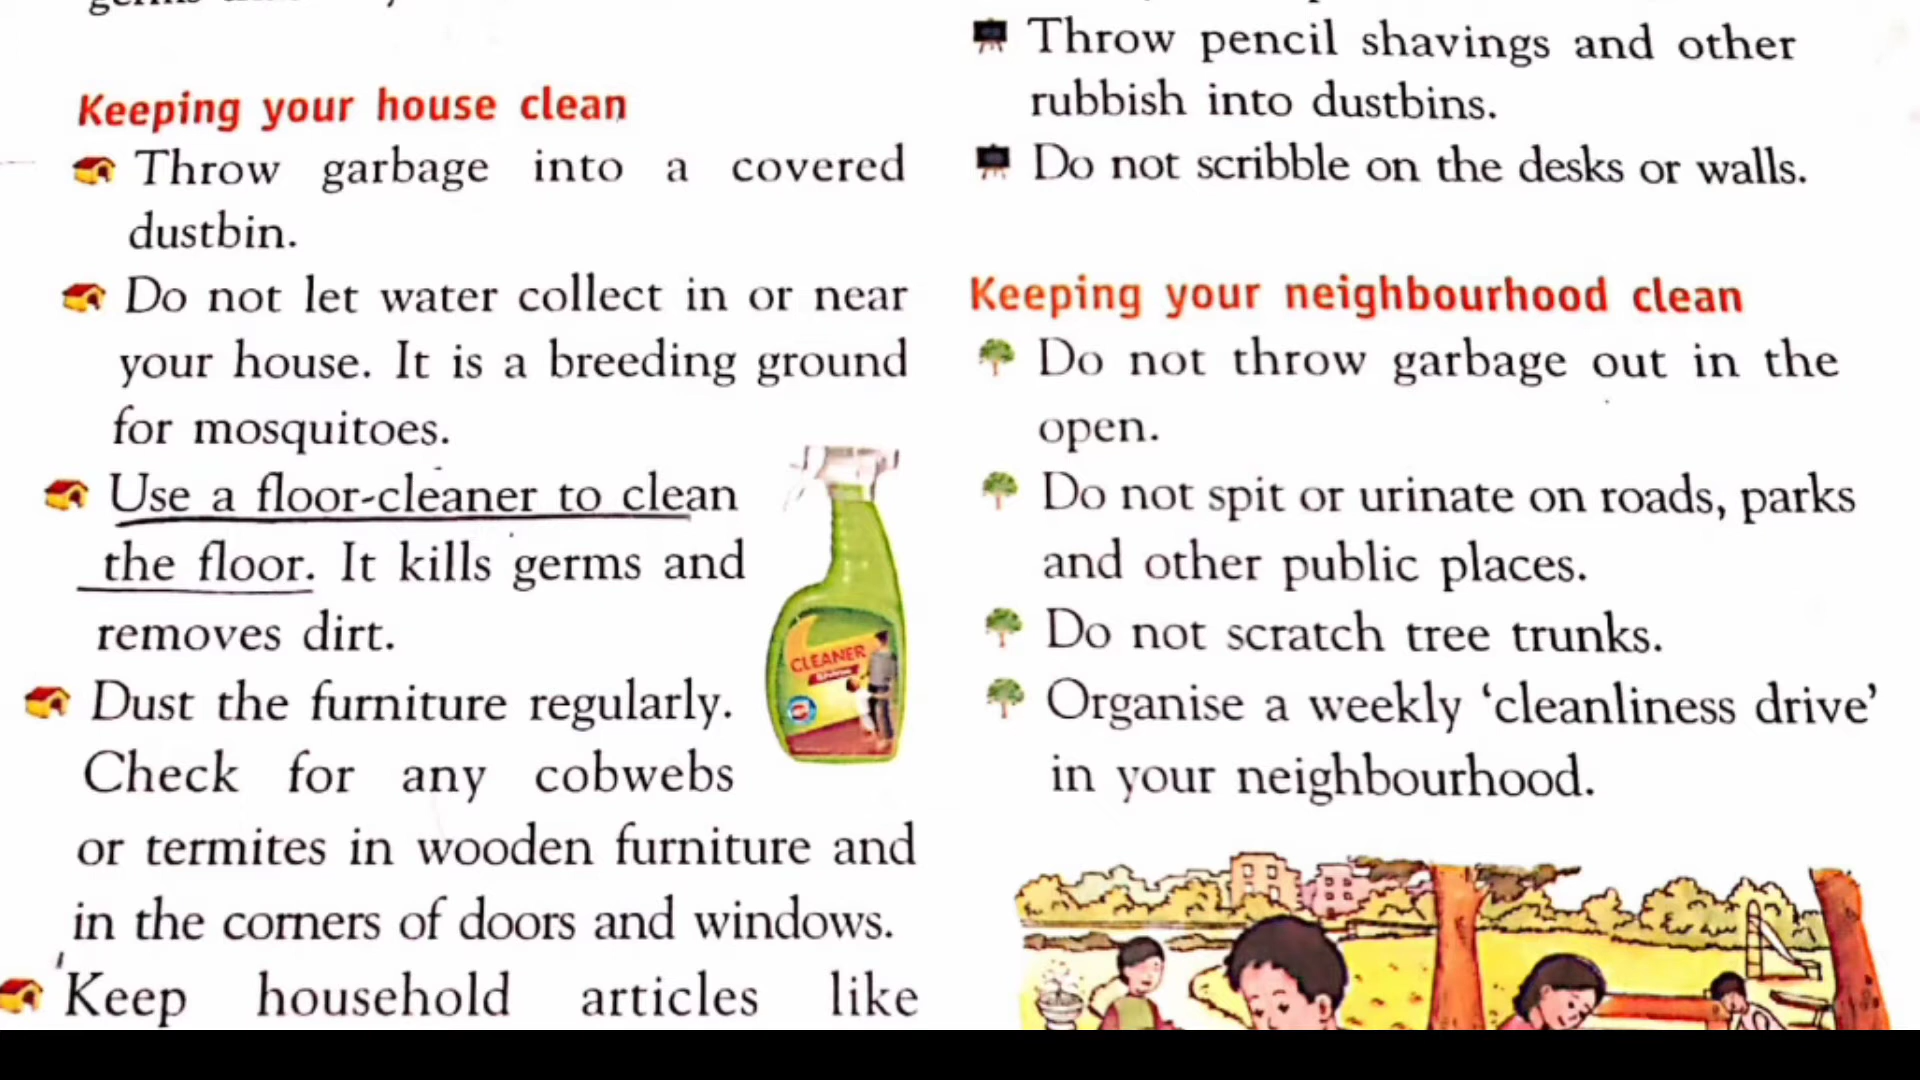 Keeping your house clean
Throw garbage into a covered
dustbin.
Do not let water collect in or near
your house. It is a breeding ground
for mosquitoes.
Use a floor-cleaner to clean
the floor. It kills germs and
removes dirt.
CLEANER
Dust the furniture regularly.
Check for any cobwebs
or termites in wooden furniture and
in the corners of doors and windows.
Keep household articles like
Throw pencil shavings and other
rubbish into dustbins.
Do not scribble on the desks or walls.
Keeping your neighbourhood clean
Do not throw garbage out in the
open.
Do not spit or urinate on roads, parks
and other public places.
Do not scratch tree trunks.
Organise a weekly ‘cleanliness drive’
in your neighbourhood.